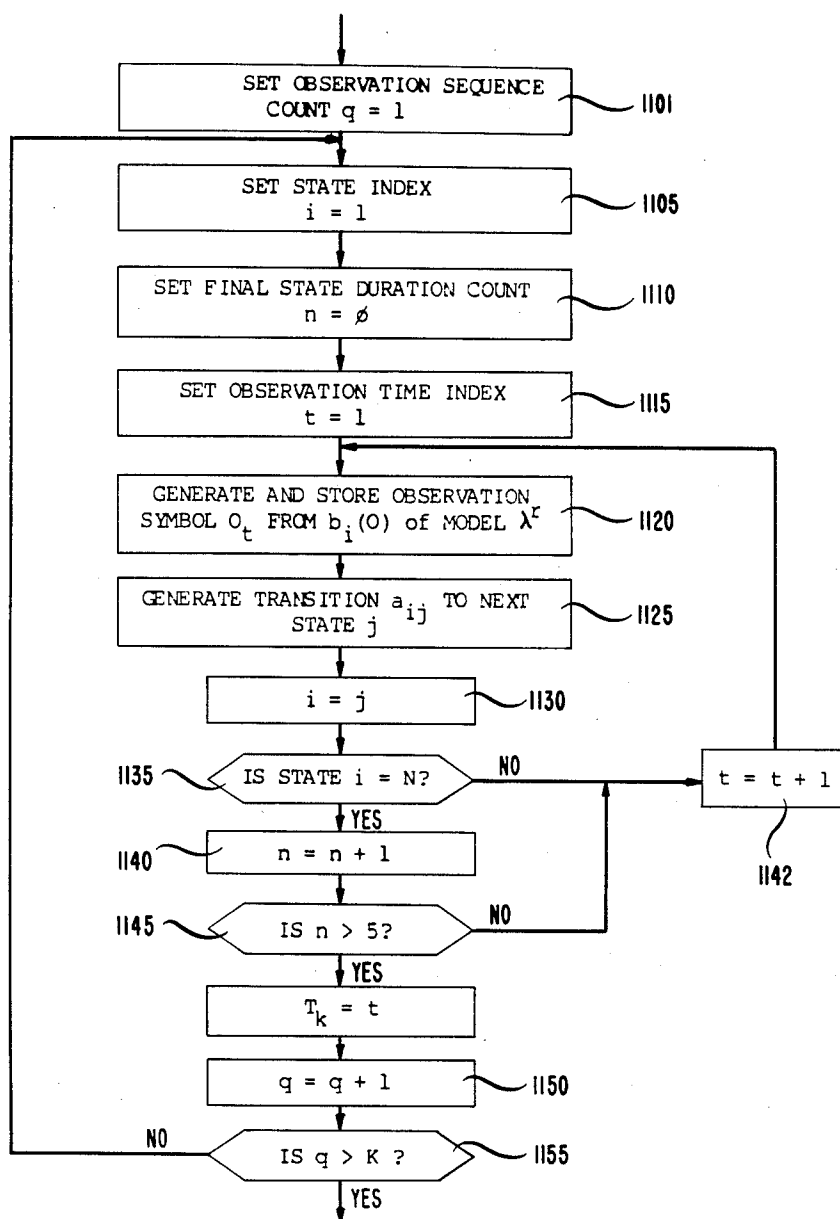 SET OBSERVATION SEQUENCE
COUNT q = 1
1101
SET STATE INDEX
i = 1
1105
SET FINAL STATE DURATION COUNT
n = ∅
1110
SET OBSERVATION TIME INDEX
t = 1
1115
GENERATE AND STORE OBSERVATION
SYMBOL O_t FROM b_i(O) of MODEL λ^r
1120
GENERATE TRANSITION a_ij TO NEXT
STATE j
1125
i = j
1130
1135
IS STATE i = N?
NO
YES
t = t + 1
1142
1140
n = n + 1
1145
IS n > 5?
NO
YES
T_k = t
q = q + 1
1150
NO
IS q > K ?
1155
YES